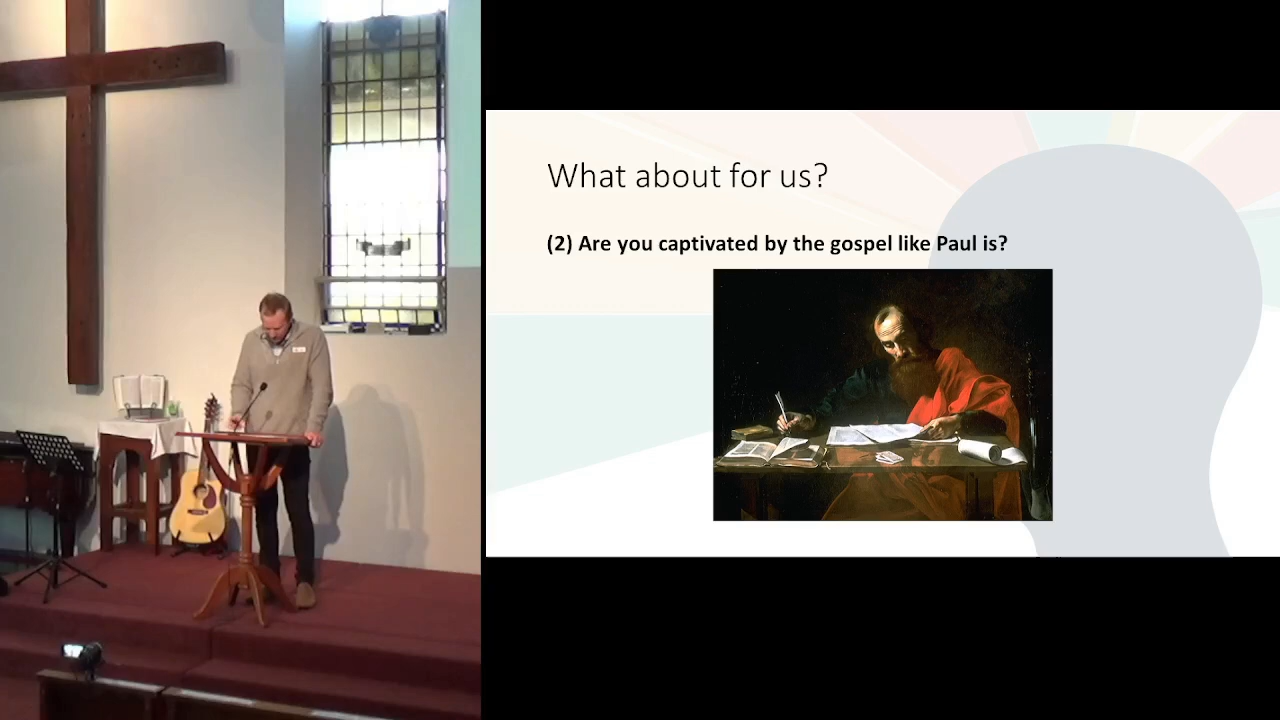 What about for us?
(2) Are you captivated by the gospel like Paul is?